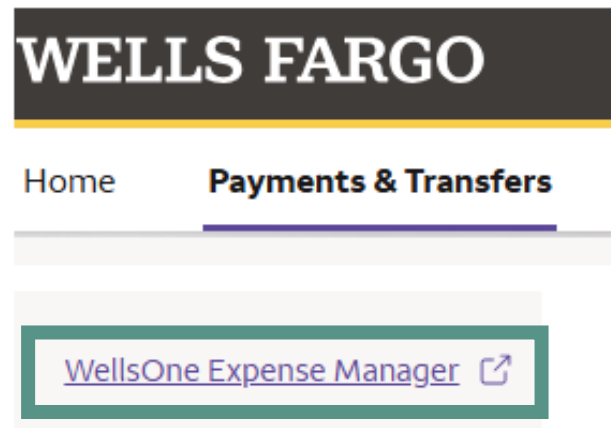 WELLS FARGO
Home Payments & Transfers
WellsOne Expense Manager